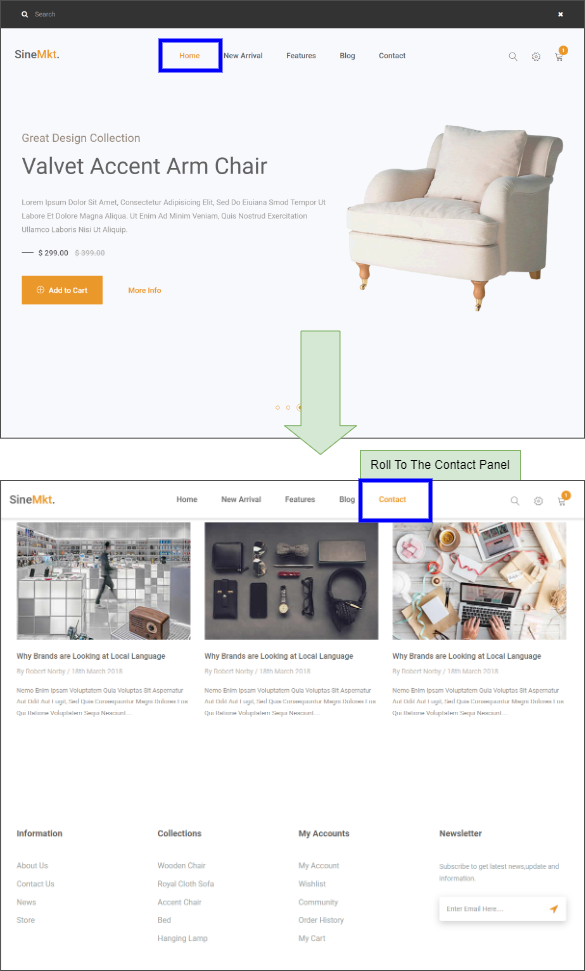 Search
SineMkt.
Home
New Arrival
Features
Blog
Contact
1
Great Design Collection
Valvet Accent Arm Chair
Lorem Ipsum Dolor Sit Amet, Consectetur Adipisicing Elit, Sed Do Eiuiana Smod Tempor Ut
Labore Et Dolore Magna Aliqua. Ut Enim Ad Minim Veniam, Quis Nostrud Exercitation
Ullamco Laboris Nisi Ut Aliquip.
$ 299.00 $ 399.00
Add to Cart
More Info
Roll To The Contact Panel
SineMkt.
Home
New Arrival
Features
Blog
Contact
1
Why Brands are Looking at Local Language
By Robert Norby / 18th March 2018
Nemo Enim Ipsam Voluptatem Quia Voluptas Sit Aspernatur
Aut Odit Aut Fugit, Sed Quia Consequuntur Magni Dolores Eos
Qui Ratione Voluptatem Sequi Nesciunt....
Why Brands are Looking at Local Language
By Robert Norby / 18th March 2018
Nemo Enim Ipsam Voluptatem Quia Voluptas Sit Aspernatur
Aut Odit Aut Fugit, Sed Quia Consequuntur Magni Dolores Eos
Qui Ratione Voluptatem Sequi Nesciunt....
Why Brands are Looking at Local Language
By Robert Norby / 18th March 2018
Nemo Enim Ipsam Voluptatem Quia Voluptas Sit Aspernatur
Aut Odit Aut Fugit, Sed Quia Consequuntur Magni Dolores Eos
Qui Ratione Voluptatem Sequi Nesciunt....
Information
About Us
Contact Us
News
Store
Collections
Wooden Chair
Royal Cloth Sofa
Accent Chair
Bed
Hanging Lamp
My Accounts
My Account
Wishlist
Community
Order History
My Cart
Newsletter
Subscribe to get latest news,update and
information.
Enter Email Here....